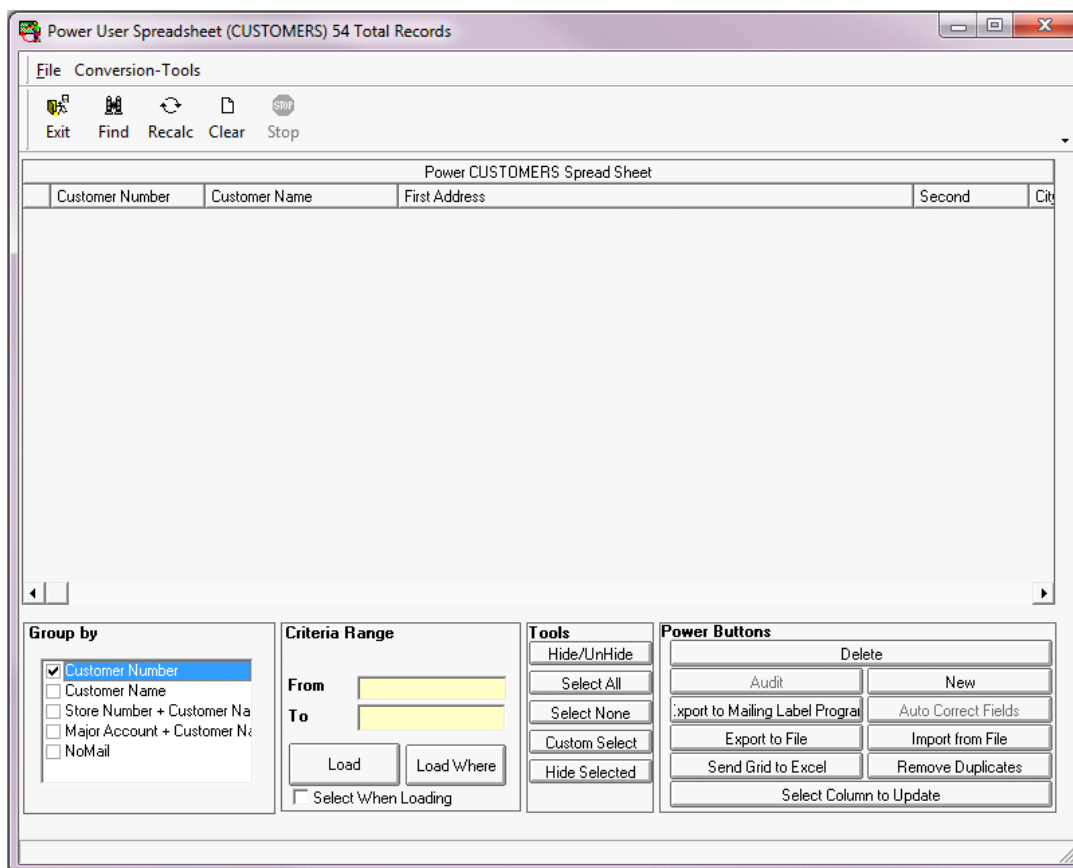 Power User Spreadsheet (CUSTOMERS) 54 Total Records
File Conversion-Tools
STOP
Exit Find Recalc Clear Stop
Power CUSTOMERS Spread Sheet
Customer Number Customer Name First Address Second City
Group by
Customer Number
Customer Name
Store Number + Customer Na
Major Account + Customer Na
NoMail
Criteria Range
From
To
Load Load Where
Select When Loading
Tools
Hide/UnHide
Select All
Select None
Custom Select
Hide Selected
Power Buttons
Delete
Audit New
Export to Mailing Label Program Auto Correct Fields
Export to File Import from File
Send Grid to Excel Remove Duplicates
Select Column to Update